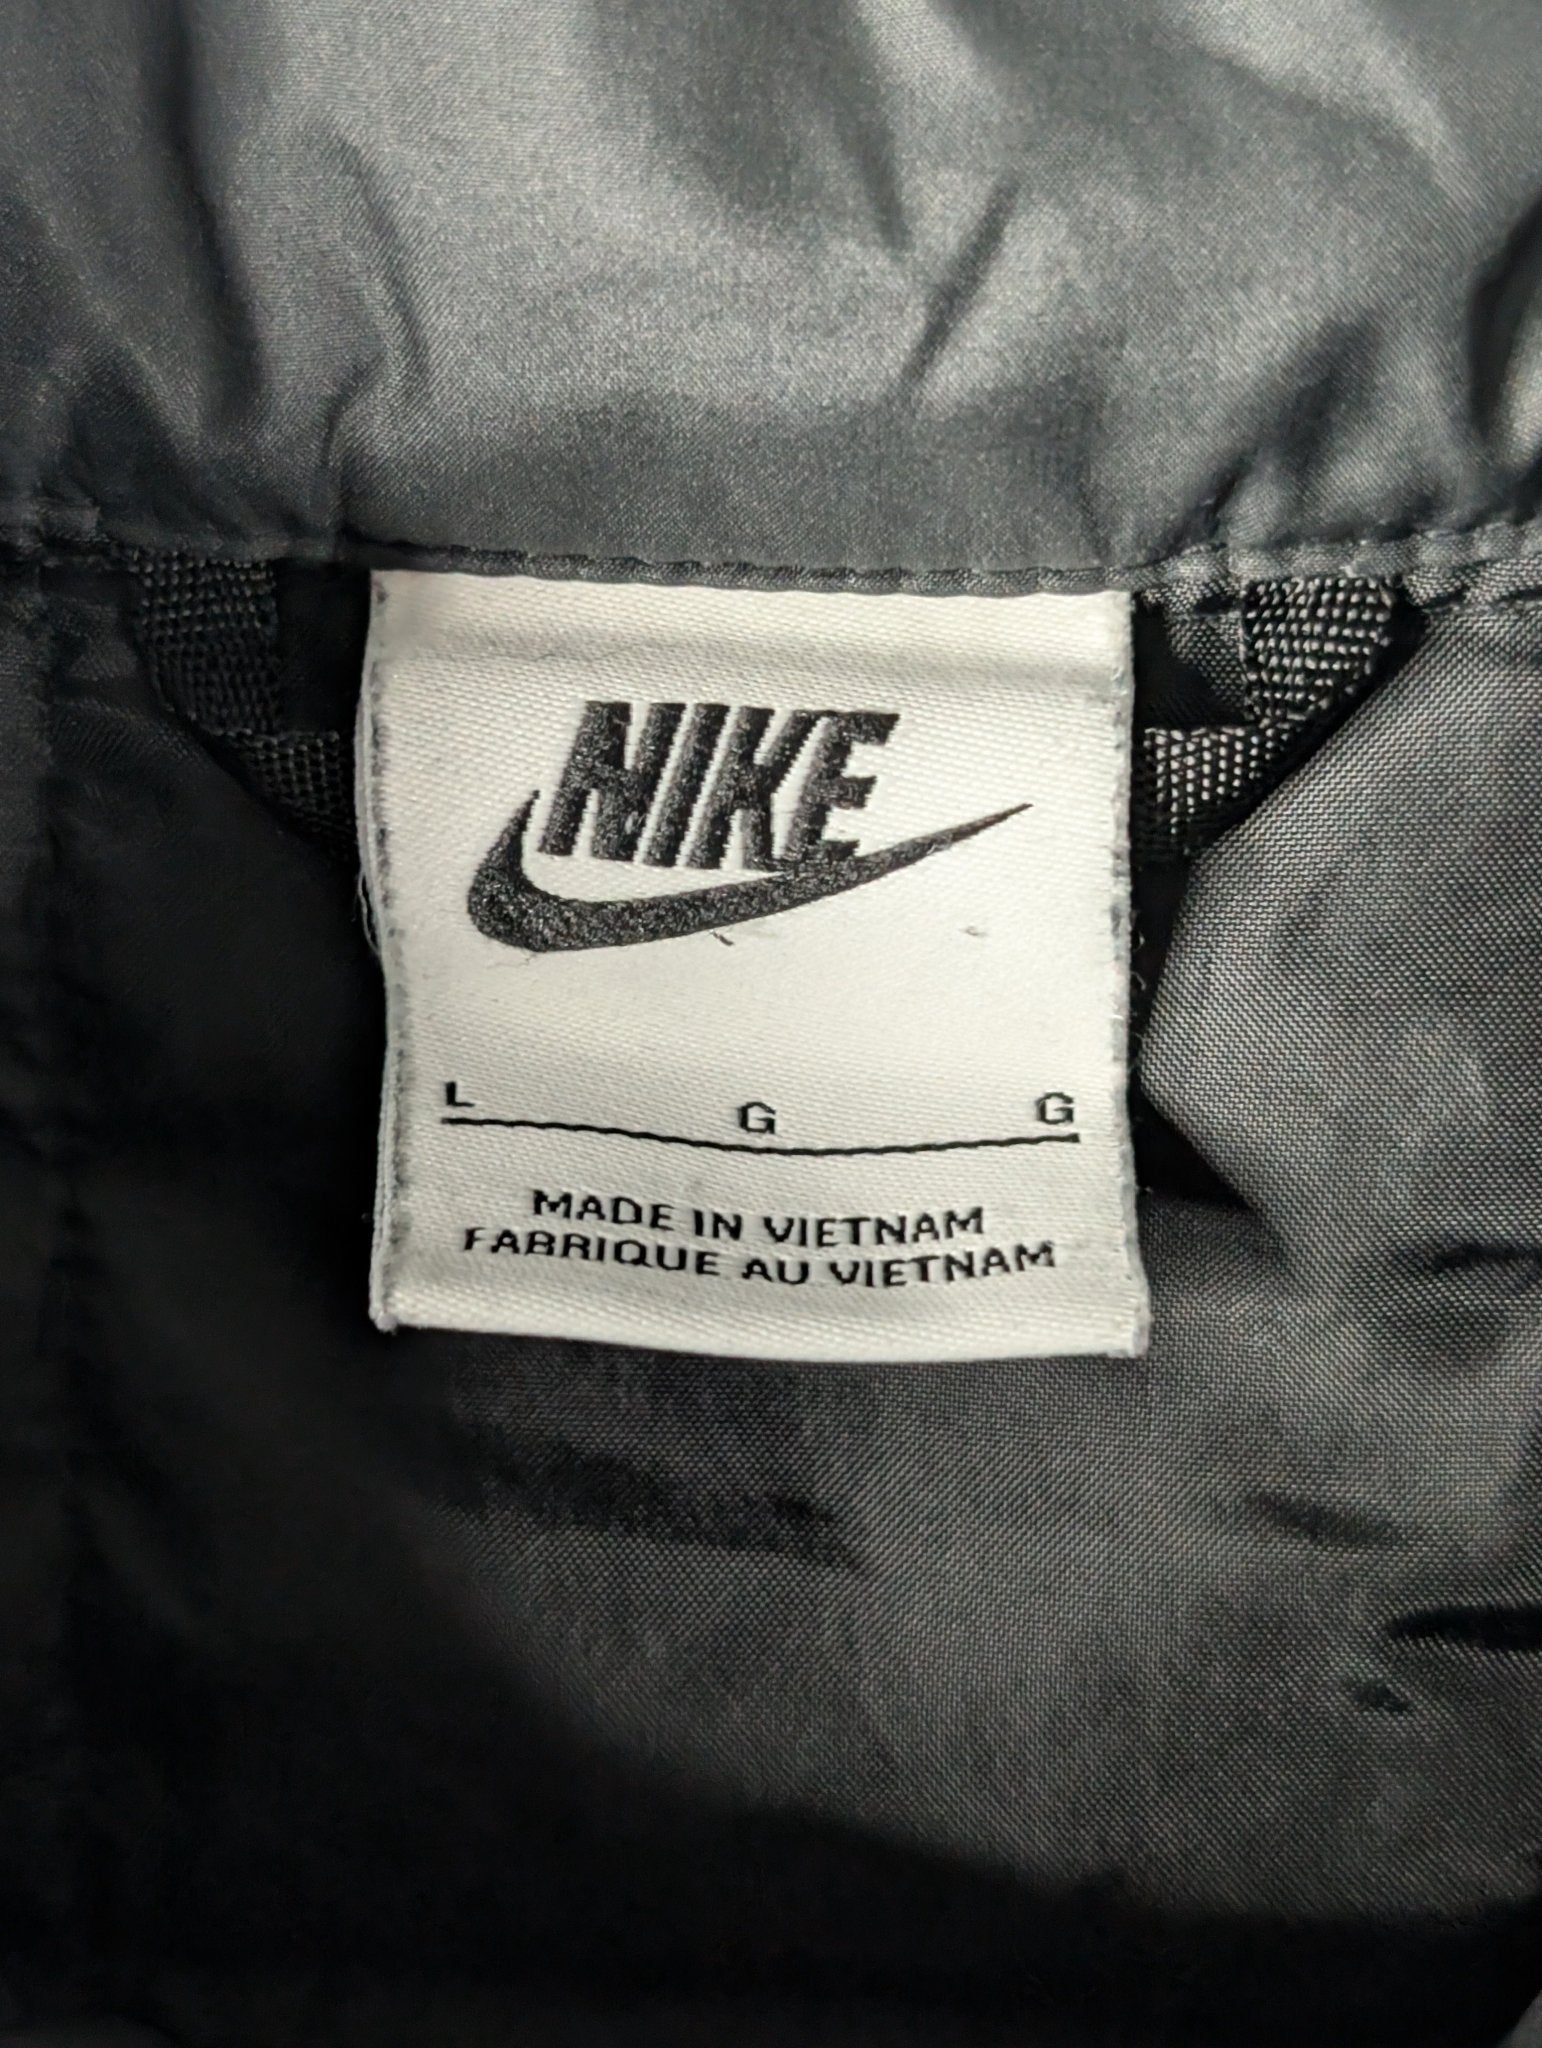 NIKE
L G G
MADE IN VIETNAM
FABRIQUE AU VIETNAM